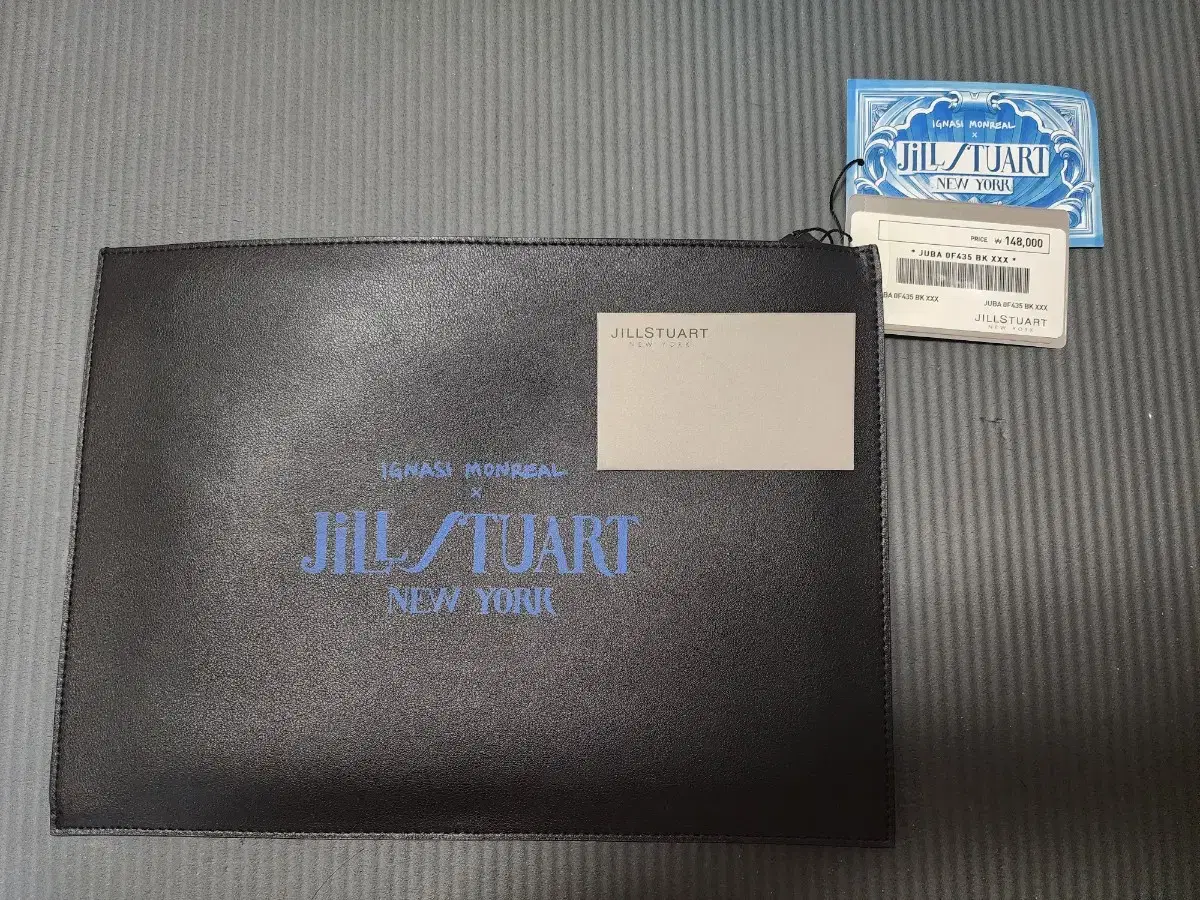 IGNASI MONREAL
×
JiLL STUART
NEW YORK
PRICE ₩ 148,000
* JUBA 0F435 BK XXX *
BA 0F435 BK XXX
JUBA 0F435 BK XXX
JILLSTUART
NEW YORK
JILLSTUART
NEW YORK
IGNASI MONREAL
×
JiLL STUART
NEW YORK